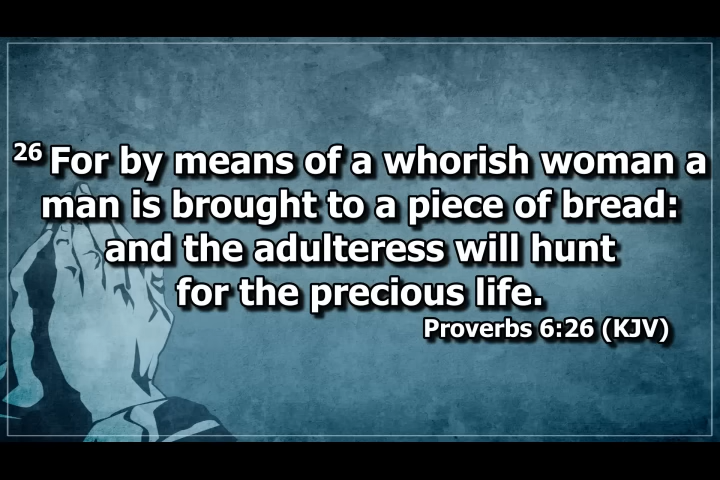 26 For by means of a whorish woman a
man is brought to a piece of bread:
and the adulteress will hunt
for the precious life.
Proverbs 6:26 (KJV)